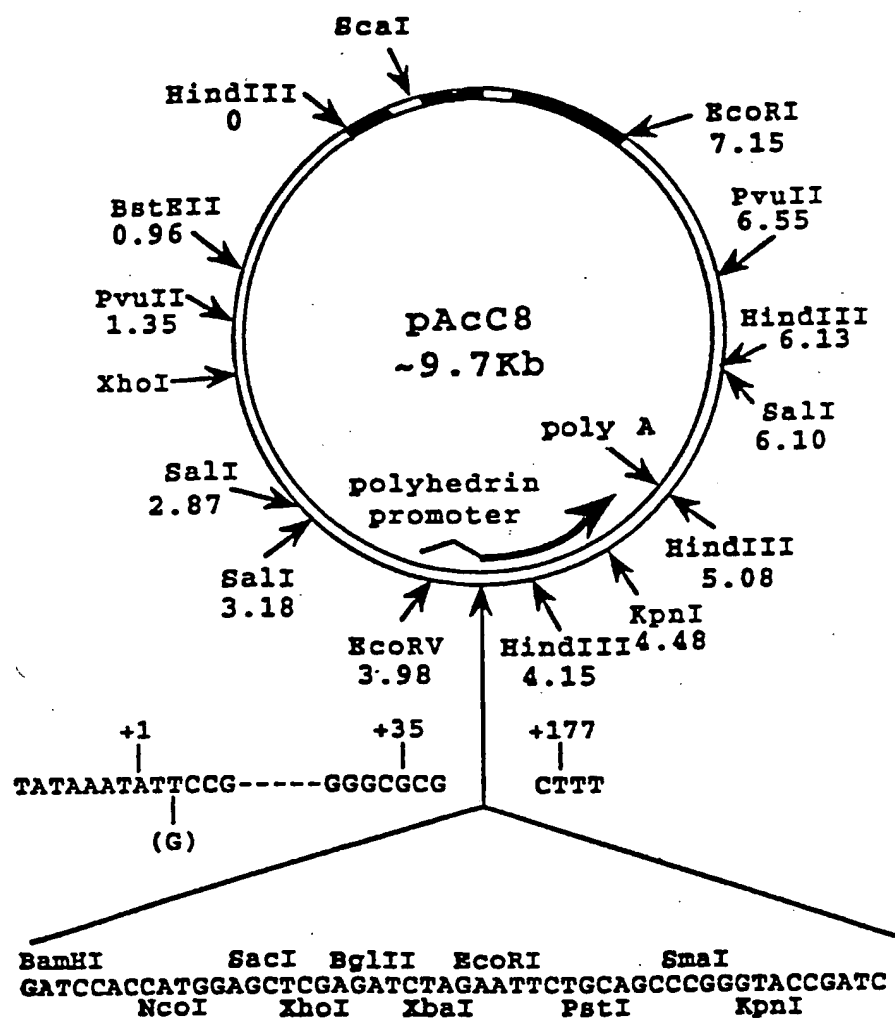 ScaI
HindIII
0
EcoRI
7.15
BstEII
0.96
PvuII
6.55
PvuII
1.35
pAcC8
~9.7Kb
HindIII
6.13
XhoI
SalI
6.10
poly A
SalI
2.87
polyhedrin
promoter
HindIII
5.08
SalI
3.18
KpnI
4.48
EcoRV
3.98
HindIII
4.15
+1
+35
+177
TATAAATATTCCG-----GGGCGCG
CTTT
(G)
BamHI SacI BglII EcoRI SmaI
GATCCACCATGGAGCTCGAGATCTAGAATTCTGCAGCCCGGGTACCGATC
NcoI XhoI XbaI PstI KpnI